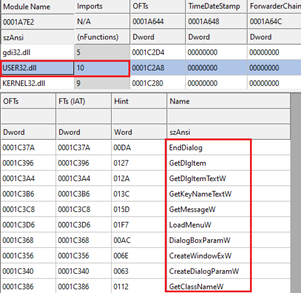 Module Name Imports OFTs TimeDateStamp ForwarderChain
0001A7E2 N/A 0001A644 0001A648 0001A64C
szAnsi (nFunctions) Dword Dword Dword
gdi32.dll 5 0001C2D4 00000000 00000000
USER32.dll 10 0001C2A8 00000000 00000000
KERNEL32.dll 9 0001C280 00000000 00000000
OFTs FTs (IAT) Hint Name
Dword Dword Word szAnsi
0001C37A 0001C37A 00DA EndDialog
0001C396 0001C396 0127 GetDlgItem
0001C3A4 0001C3A4 012A GetDlgItemTextW
0001C3B6 0001C3B6 013C GetKeyNameTextW
0001C3C8 0001C3C8 015D GetMessageW
0001C3D6 0001C3D6 01F7 LoadMenuW
0001C368 0001C368 00AC DialogBoxParamW
0001C356 0001C356 006E CreateWindowExW
0001C340 0001C340 0063 CreateDialogParamW
0001C386 0001C386 0112 GetClassNameW